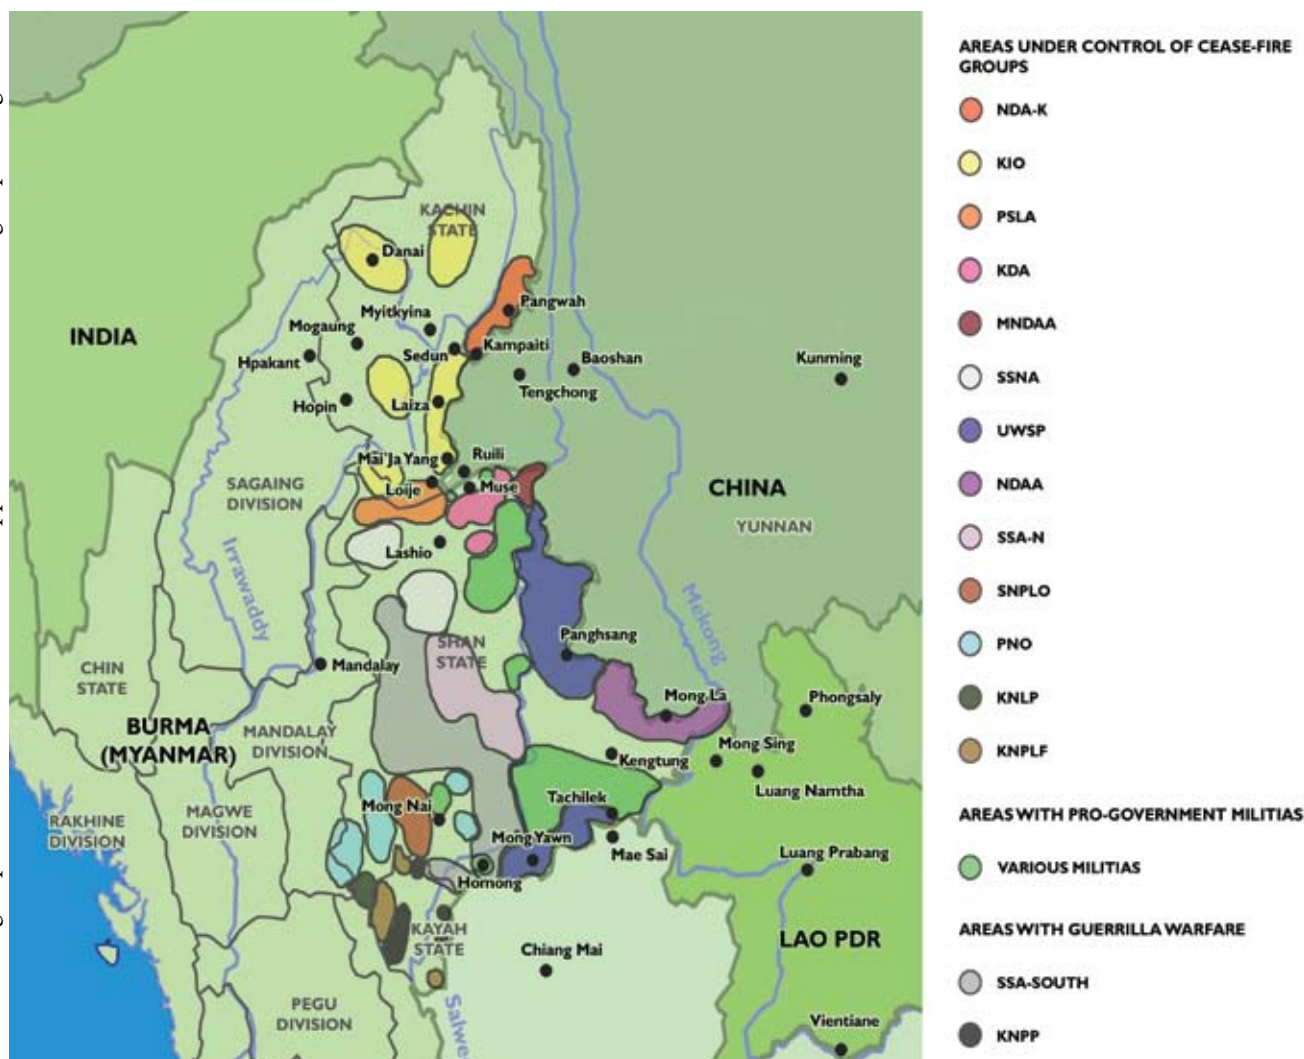 KACHIN
STATE
Danai
Pangwah
Myitkyina
Mogaung
INDIA
Sedun
Kampaiti
Baoshan
Kunming
Hpakant
Tengchong
Hopin
Laiza
Mai Ja Yang
Ruili
SAGAING
DIVISION
Loije
Muse
CHINA
YUNNAN
Lashio
Irrawaddy
Mekong
Panghsang
SHAN
STATE
Mandalay
CHIN
STATE
Mong La
Phongsaly
BURMA
(MYANMAR)
MANDALAY
DIVISION
Mong Sing
Kengtung
Luang Namtha
Tachilek
Mong Nai
RAKHINE
DIVISION
MAGWE
DIVISION
Mong Yawn
Mae Sai
Luang Prabang
Homong
KAYAH
STATE
Chiang Mai
LAO PDR
PEGU
DIVISION
Salwe
Vientiane
AREAS UNDER CONTROL OF CEASE-FIRE
GROUPS
NDA-K
KIO
PSLA
KDA
MNDAA
SSNA
UWSP
NDAA
SSA-N
SNPLO
PNO
KNLP
KNPLF
AREAS WITH PRO-GOVERNMENT MILITIAS
VARIOUS MILITIAS
AREAS WITH GUERRILLA WARFARE
SSA-SOUTH
KNPP